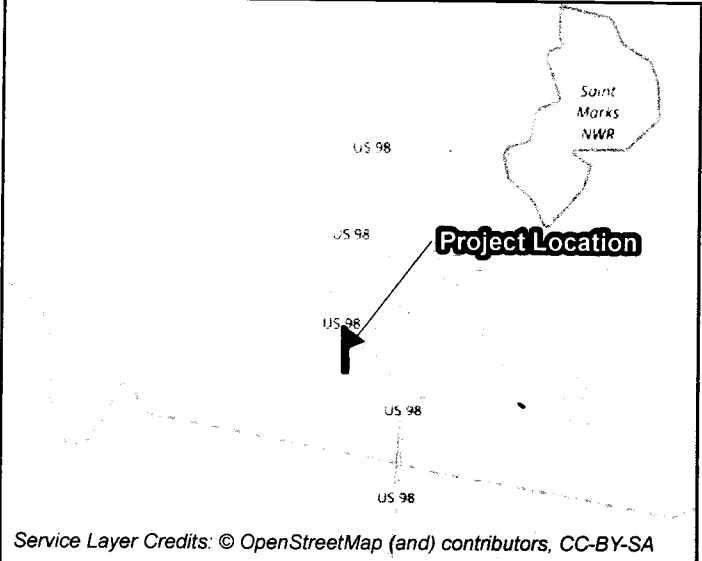 Saint
Marks
NWR
US 98
US 98
Project Location
US 98
US 98
US 98
Service Layer Credits: © OpenStreetMap (and) contributors, CC-BY-SA